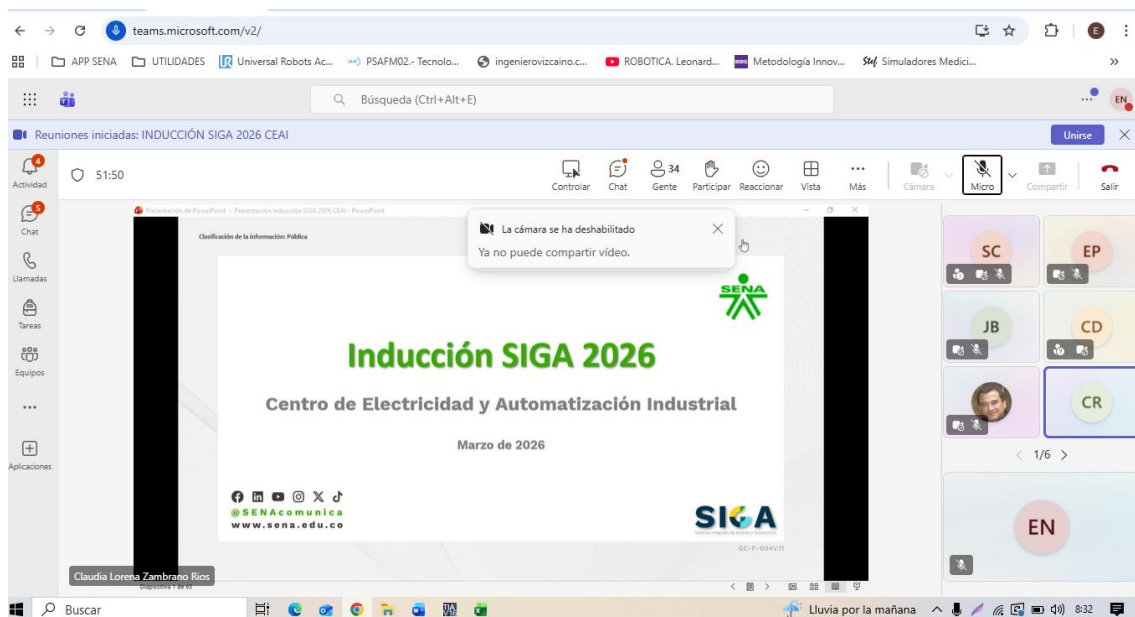 teams.microsoft.com/v2/
E
APP SENA
UTILIDADES
Universal Robots Ac...
PSAFM02.- Tecnolo...
ingenierovizcaino.c...
ROBOTICA. Leonard...
Metodología Innov...
Simuladores Medici...
Búsqueda (Ctrl+Alt+E)
EN
Reuniones iniciadas: INDUCCIÓN SIGA 2026 CEAI
Unirse
4
Actividad
51:50
Controlar
Chat
34
Gente
Participar
Reaccionar
Vista
Más
Cámara
Micro
Compartir
Salir
5
Chat
Llamadas
Tareas
Equipos
Aplicaciones
Presentación de PowerPoint - Presentación Inducción SIGA 2026 CEAI - PowerPoint
Clasificación de la información: Pública
La cámara se ha deshabilitado
Ya no puede compartir vídeo.
SENA
Inducción SIGA 2026
Centro de Electricidad y Automatización Industrial
Marzo de 2026
@SENAcomunica
www.sena.edu.co
SIGA
GC-F-004V.11
Claudia Lorena Zambrano Rios
Diapositiva 1 de 65
SC
EP
JB
CD
CR
1/6
EN
Buscar
Lluvia por la mañana
8:32